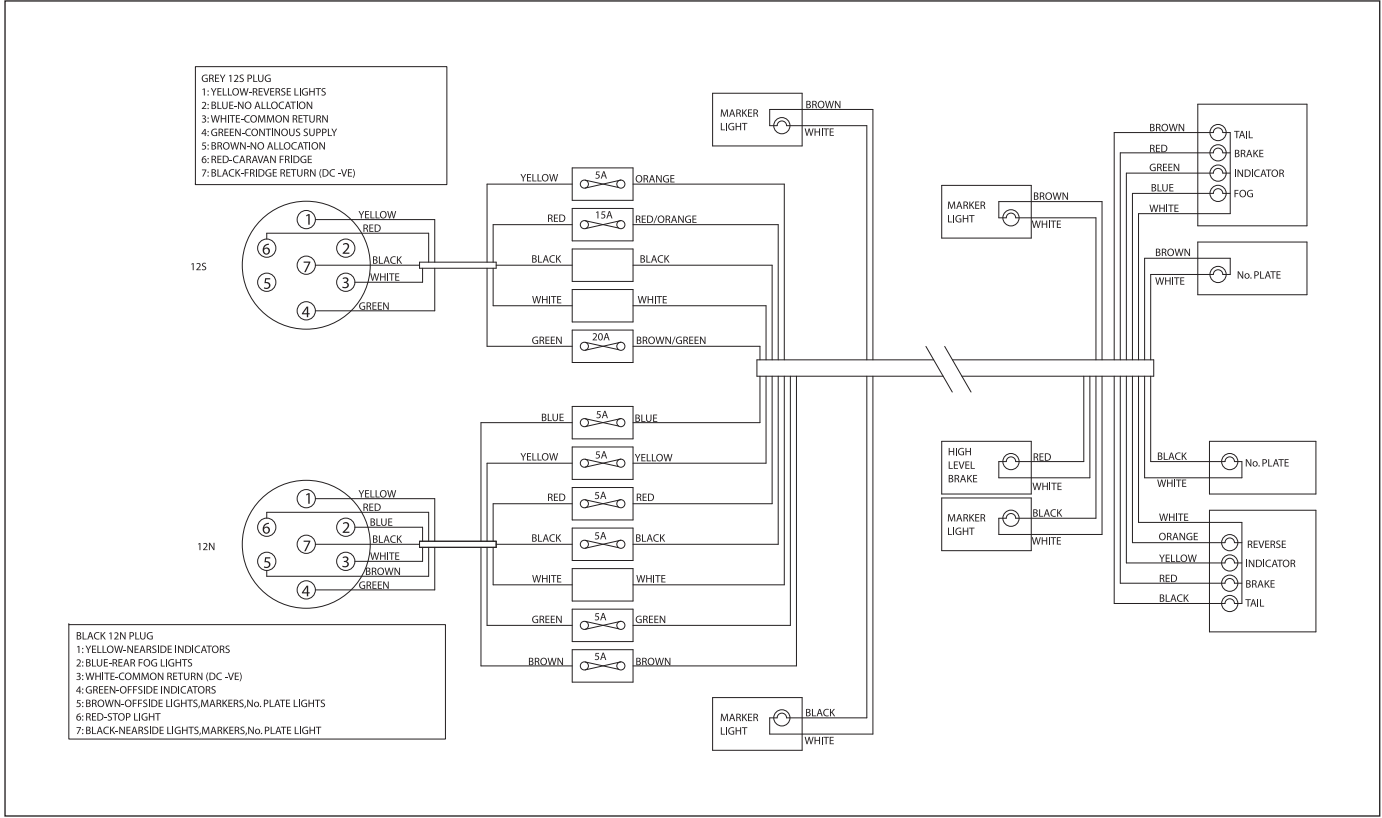 GREY 12S PLUG
1: YELLOW-REVERSE LIGHTS
2: BLUE-NO ALLOCATION
3: WHITE-COMMON RETURN
4: GREEN-CONTINOUS SUPPLY
5: BROWN-NO ALLOCATION
6: RED-CARAVAN FRIDGE
7: BLACK-FRIDGE RETURN (DC -VE)
12S
1
2
3
4
5
6
7
YELLOW
RED
BLACK
WHITE
GREEN
YELLOW 5A ORANGE
RED 15A RED/ORANGE
BLACK BLACK
WHITE WHITE
GREEN 20A BROWN/GREEN
12N
1
2
3
4
5
6
7
YELLOW
RED
BLUE
BLACK
WHITE
BROWN
GREEN
BLUE 5A BLUE
YELLOW 5A YELLOW
RED 5A RED
BLACK 5A BLACK
WHITE WHITE
GREEN 5A GREEN
BROWN 5A BROWN
BLACK 12N PLUG
1: YELLOW-NEARSIDE INDICATORS
2: BLUE-REAR FOG LIGHTS
3: WHITE-COMMON RETURN (DC -VE)
4: GREEN-OFFSIDE INDICATORS
5: BROWN-OFFSIDE LIGHTS,MARKERS,No. PLATE LIGHTS
6: RED-STOP LIGHT
7: BLACK-NEARSIDE LIGHTS,MARKERS,No. PLATE LIGHT
MARKER
LIGHT
BROWN
WHITE
MARKER
LIGHT
BLACK
WHITE
MARKER
LIGHT
BROWN
WHITE
HIGH
LEVEL
BRAKE
RED
WHITE
MARKER
LIGHT
BLACK
WHITE
BROWN TAIL
RED BRAKE
GREEN INDICATOR
BLUE FOG
WHITE
BROWN
WHITE
No. PLATE
BLACK
WHITE
No. PLATE
WHITE
ORANGE REVERSE
YELLOW INDICATOR
RED BRAKE
BLACK TAIL